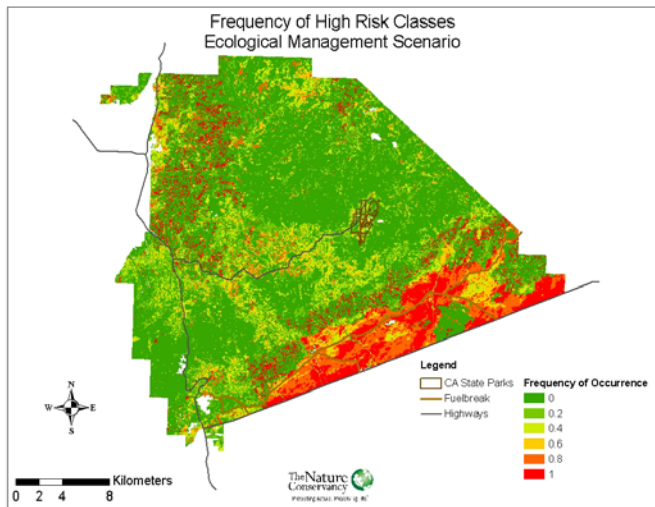 Frequency of High Risk Classes
Ecological Management Scenario
Legend
CA State Parks
Fuelbreak
Highways
Frequency of Occurrence
0
0.2
0.4
0.6
0.8
1
N
W E
S
Kilometers
0 2 4 8
The Nature
Conservancy